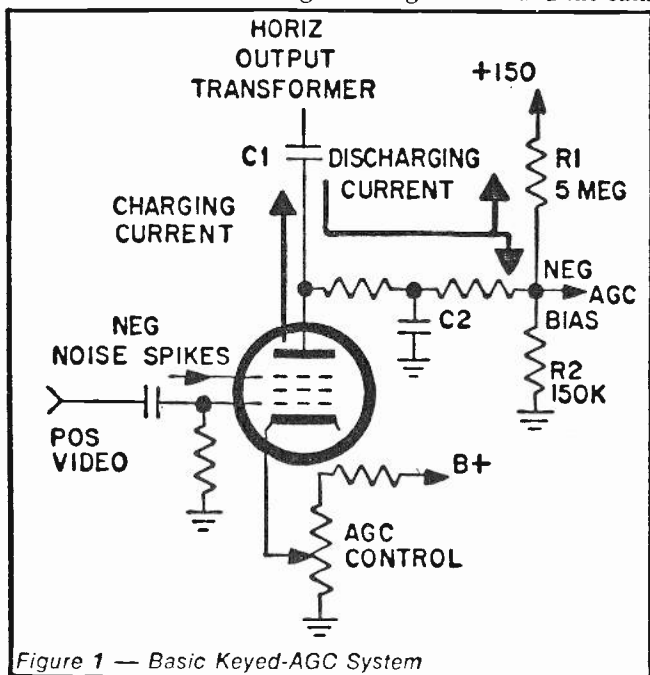 HORIZ
OUTPUT
TRANSFORMER
+150
C1
DISCHARGING
CURRENT
R1
5 MEG
CHARGING
CURRENT
NEG
AGC
BIAS
C2
NEG
NOISE SPIKES
R2
150K
POS
VIDEO
B+
AGC
CONTROL
Figure 1 — Basic Keyed-AGC System